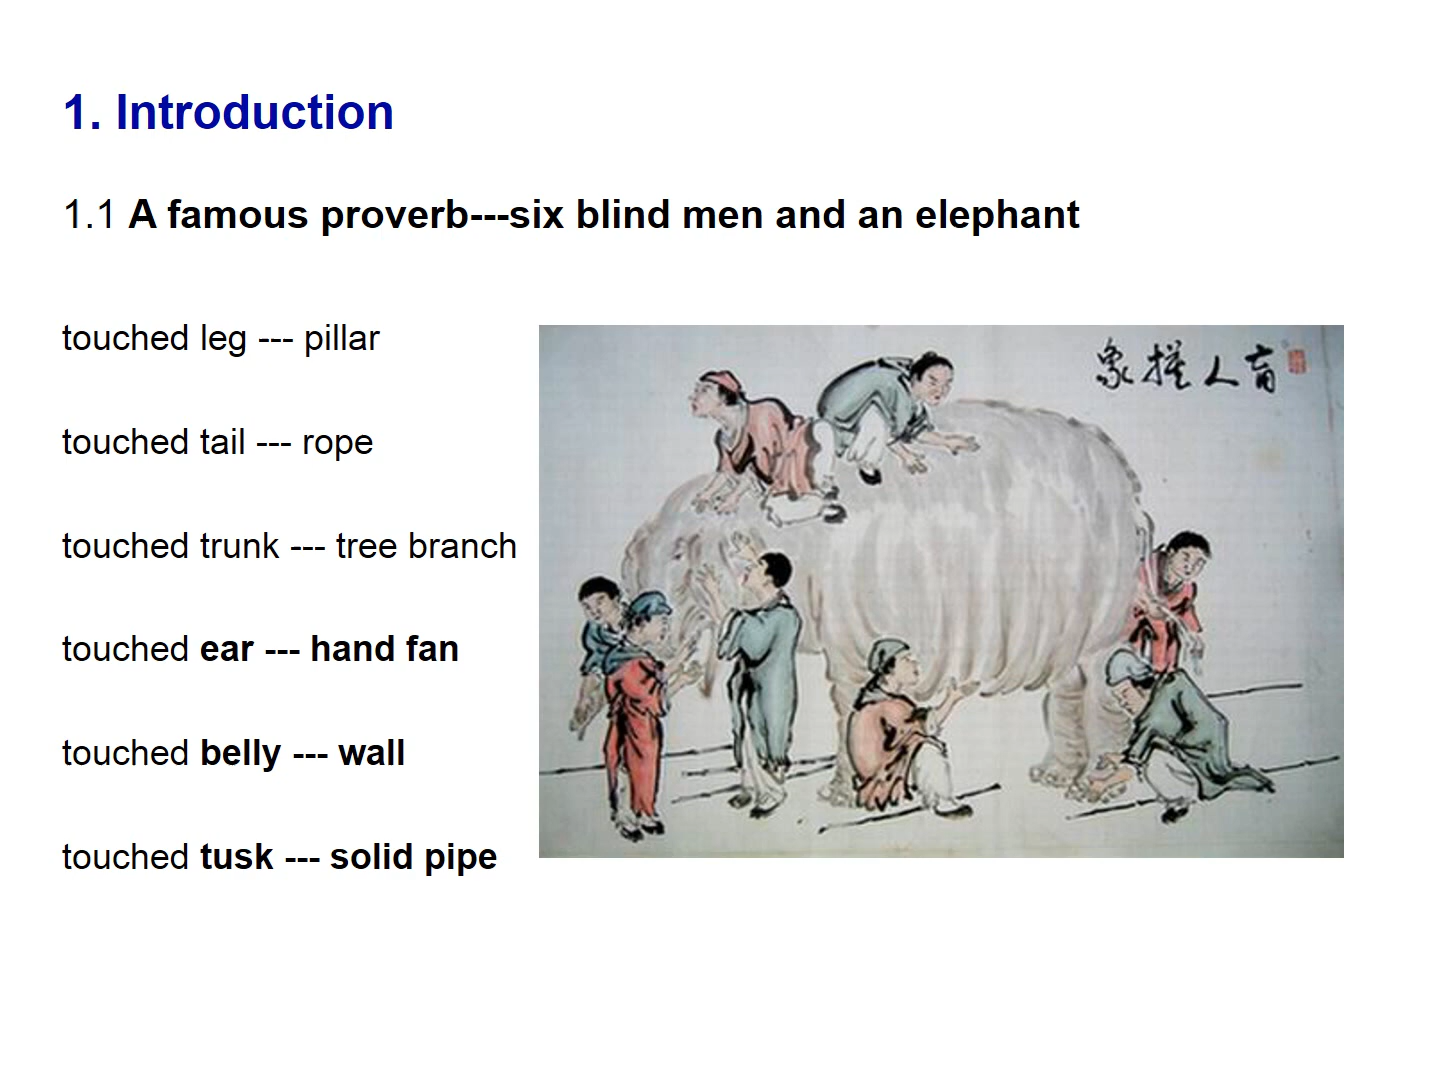 1. Introduction
1.1 A famous proverb---six blind men and an elephant
touched leg --- pillar
touched tail --- rope
touched trunk --- tree branch
touched ear --- hand fan
touched belly --- wall
touched tusk --- solid pipe
盲人摸象